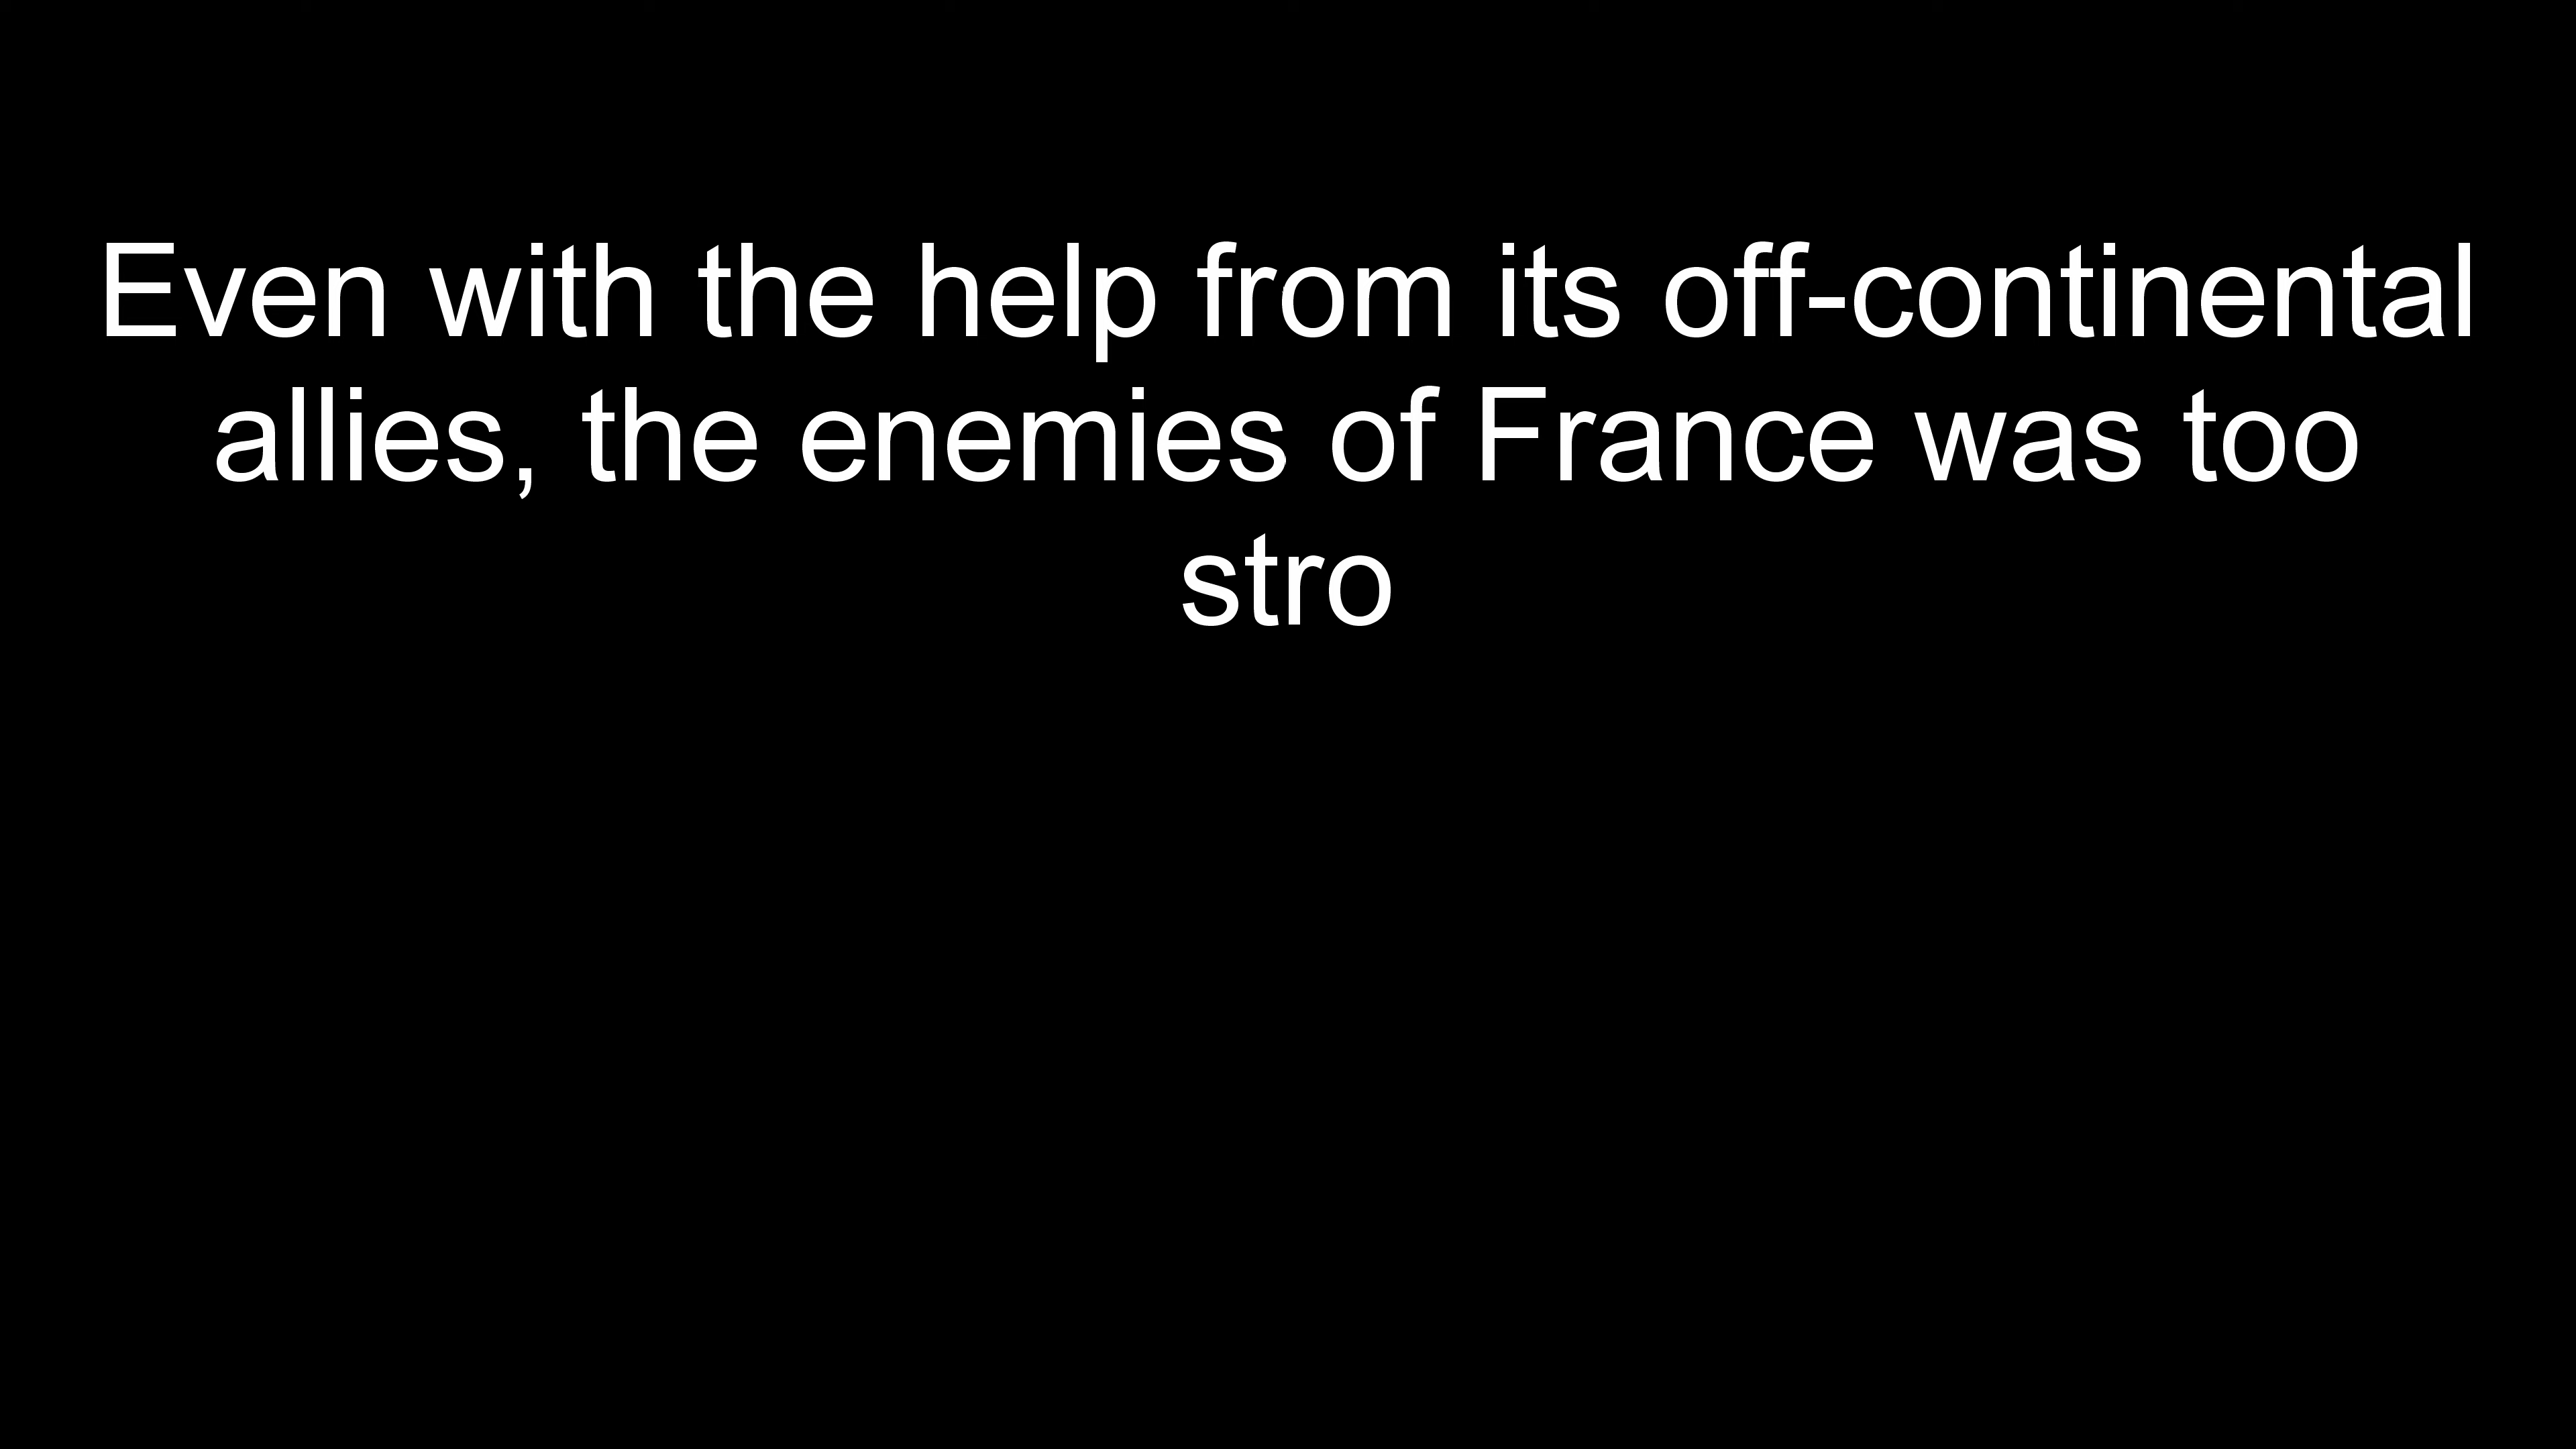 Even with the help from its off-continental
allies, the enemies of France was too
stro